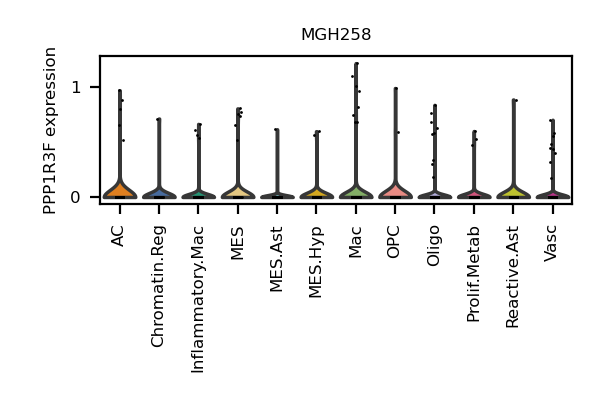 MGH258
PPP1R3F expression
1
0
AC
Chromatin.Reg
Inflammatory.Mac
MES
MES.Ast
MES.Hyp
Mac
OPC
Oligo
Prolif.Metab
Reactive.Ast
Vasc